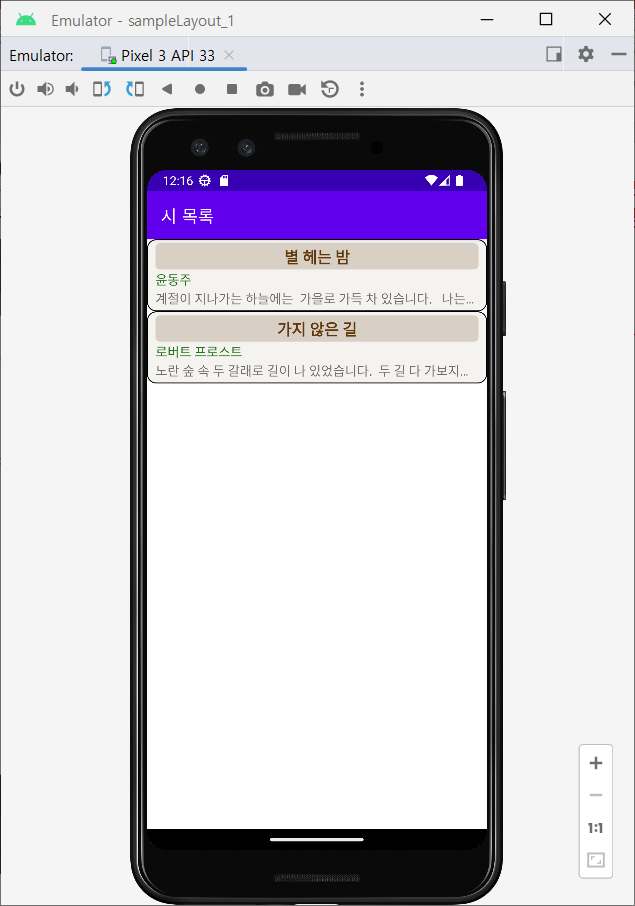 Emulator - sampleLayout_1
Emulator: Pixel 3 API 33
12:16
시 목록
별 헤는 밤
윤동주
계절이 지나가는 하늘에는  가을로 가득 차 있습니다.   나는...
가지 않은 길
로버트 프로스트
노란 숲 속 두 갈래로 길이 나 있었습니다.  두 길 다 가보지...
1:1